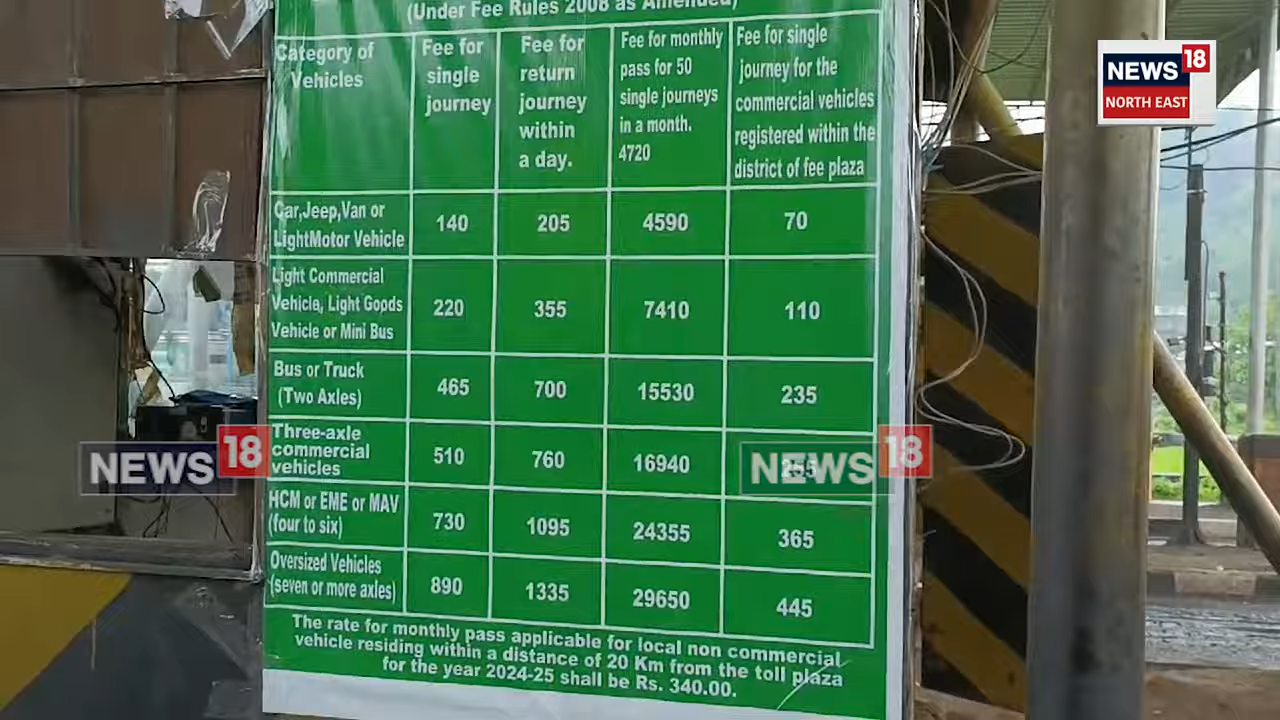 (Under Fee Rules 2008 as Amended)
Category of Vehicles
Fee for single journey
Fee for return journey within a day.
Fee for monthly pass for 50 single journeys in a month. 4720
Fee for single journey for the commercial vehicles registered within the district of fee plaza
Car,Jeep,Van or LightMotor Vehicle 140 205 4590 70
Light Commercial Vehicle, Light Goods Vehicle or Mini Bus 220 355 7410 110
Bus or Truck (Two Axles) 465 700 15530 235
Three-axle commercial vehicles 510 760 16940 255
HCM or EME or MAV (four to six) 730 1095 24355 365
Oversized Vehicles (seven or more axles) 890 1335 29650 445
The rate for monthly pass applicable for local non commercial
vehicle residing within a distance of 20 Km from the toll plaza
for the year 2024-25 shall be Rs. 340.00.
NEWS 18
NORTH EAST
NEWS 18
NEWS 18